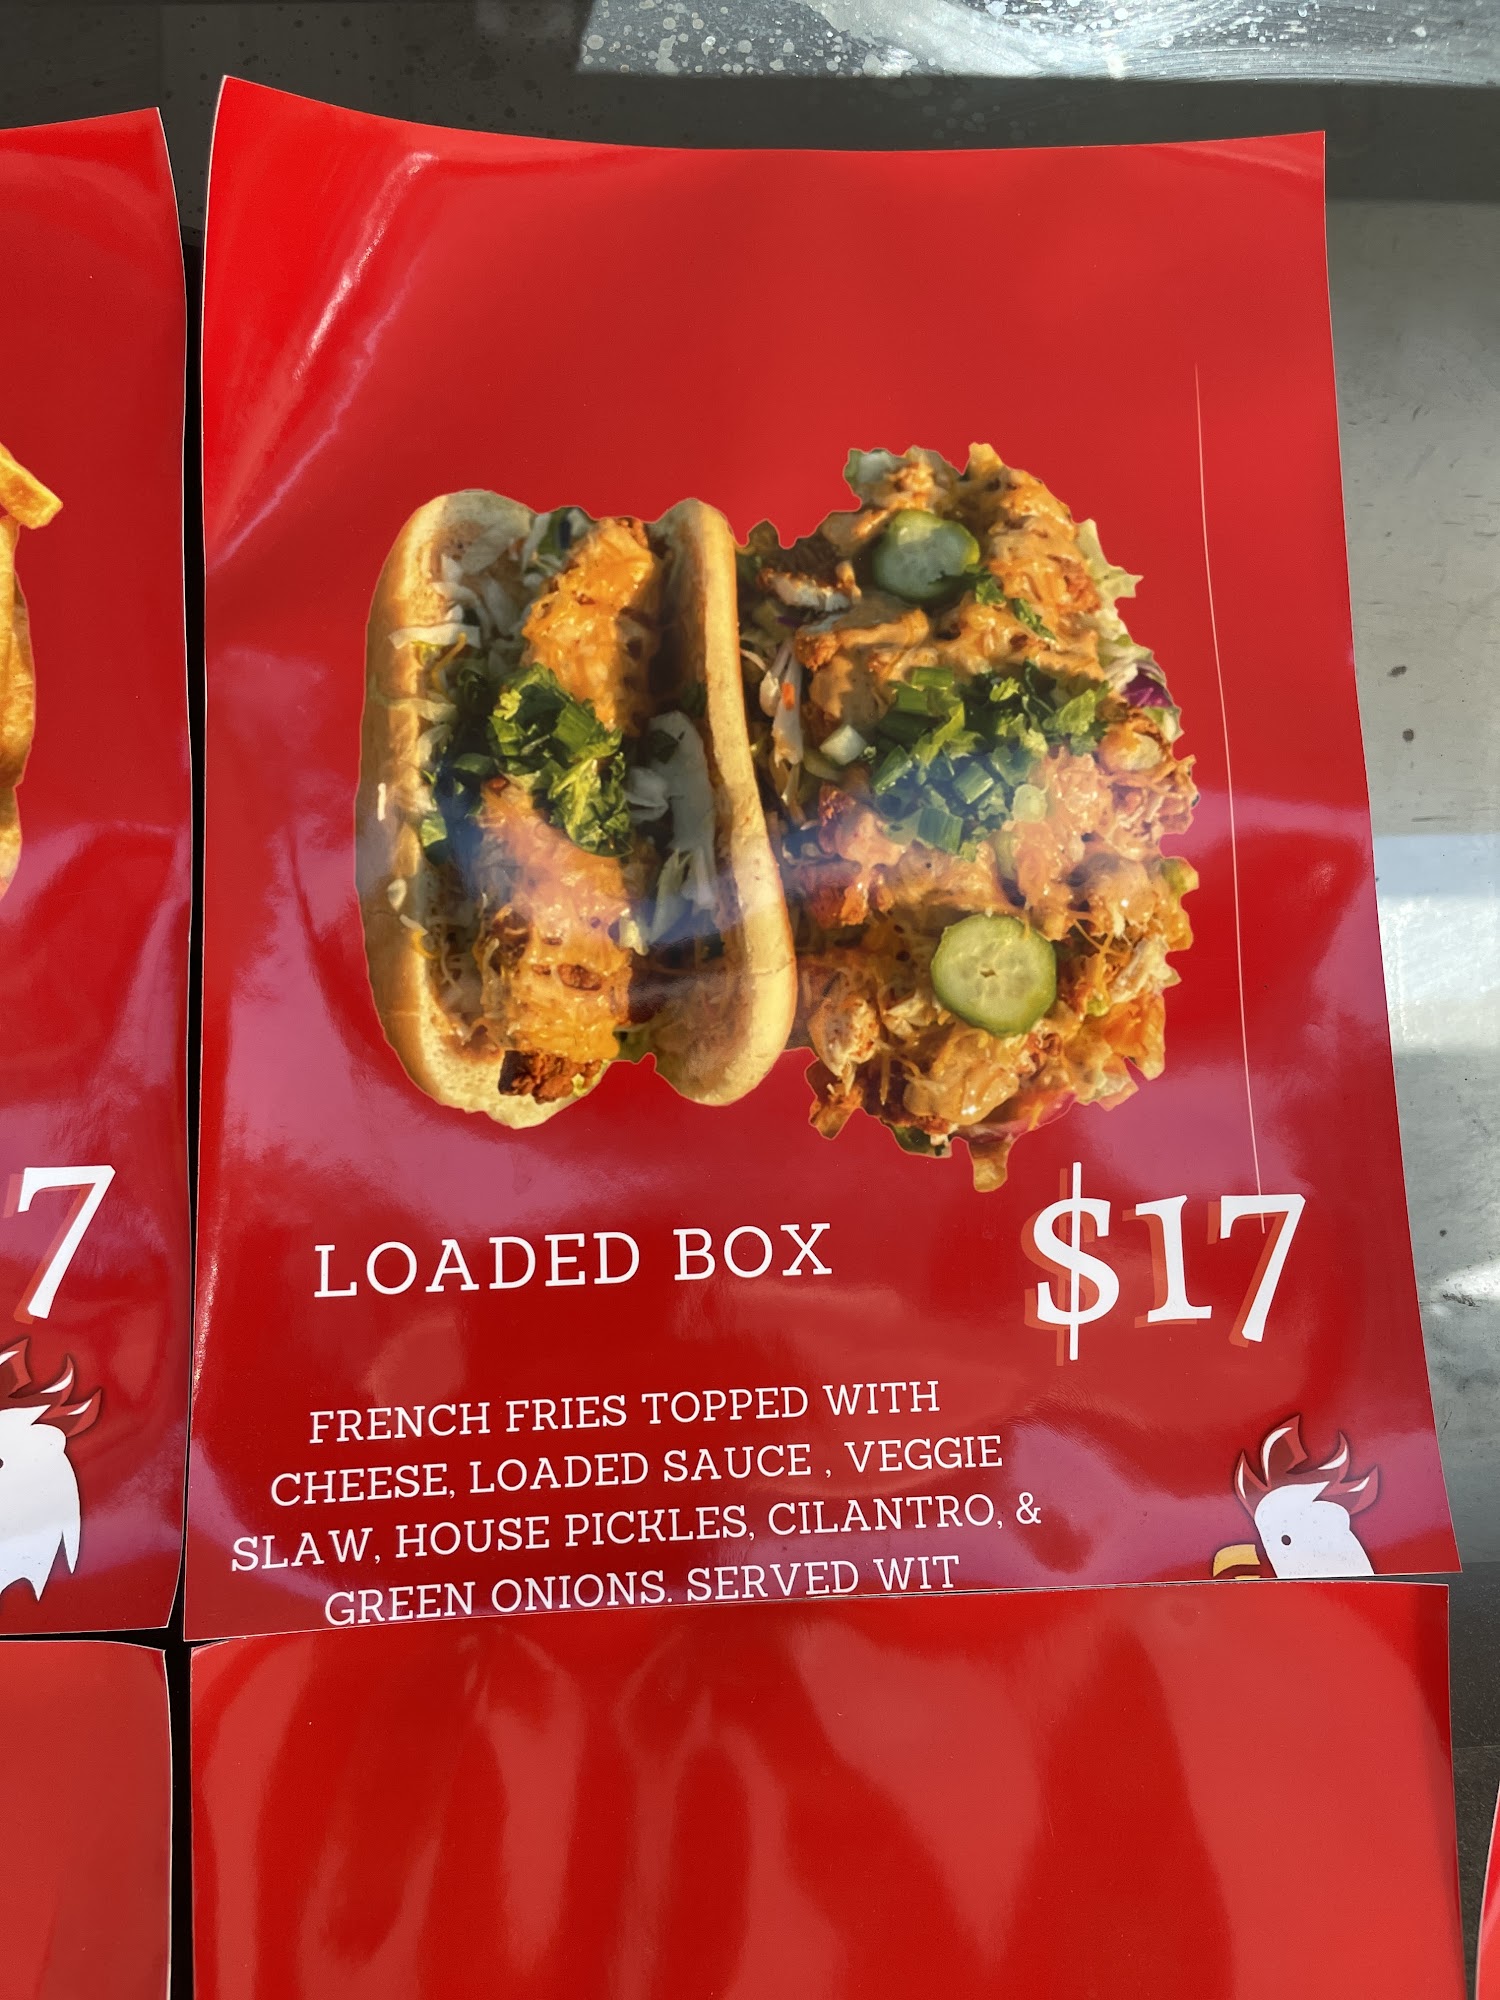 7
LOADED BOX
$17
FRENCH FRIES TOPPED WITH
CHEESE, LOADED SAUCE , VEGGIE
SLAW, HOUSE PICKLES, CILANTRO, &
GREEN ONIONS. SERVED WIT